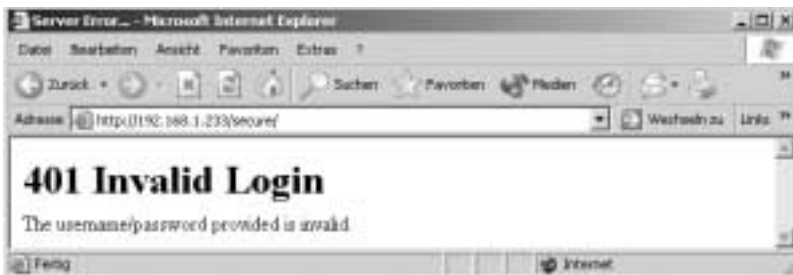 Server Error... - Microsoft Internet Explorer
Datei Bearbeiten Ansicht Favoriten Extras ?
Zurück Suchen Favoriten Medien
Adresse http://192.168.1.233/secure/ Wechseln zu Links
401 Invalid Login
The username/password provided is invalid
Fertig Internet